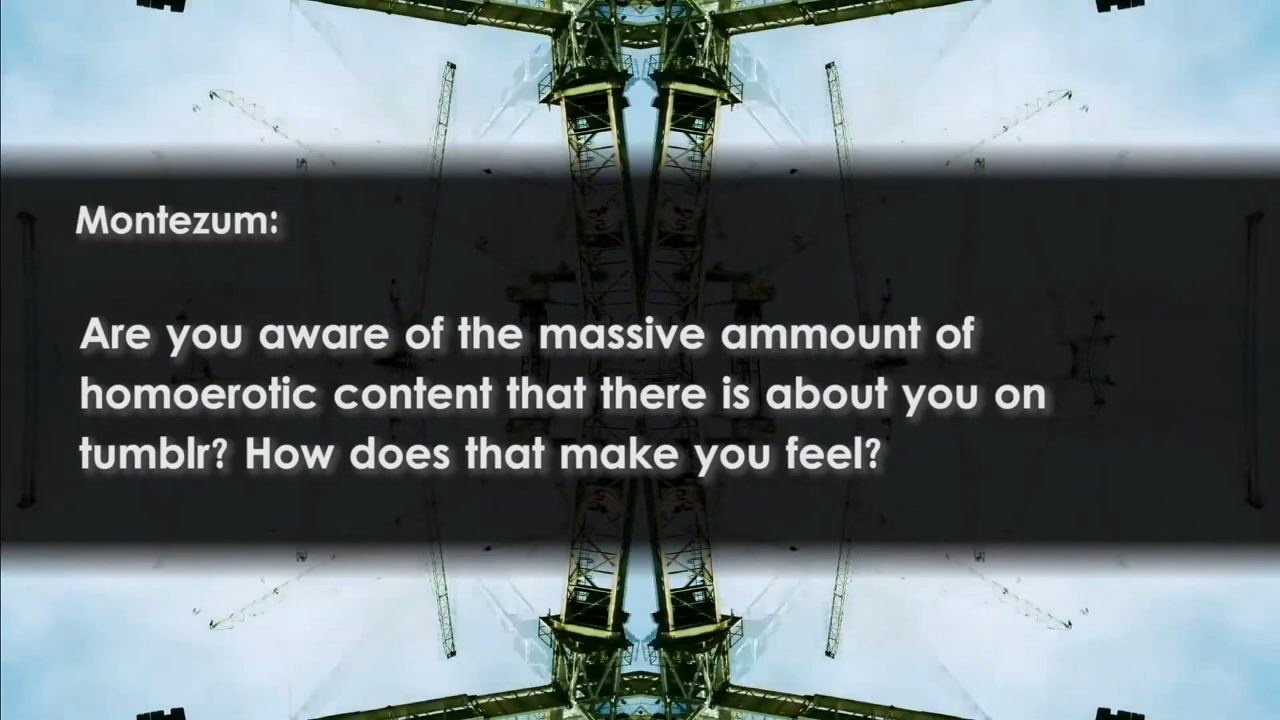 Montezum:
Are you aware of the massive ammount of
homoerotic content that there is about you on
tumblr? How does that make you feel?